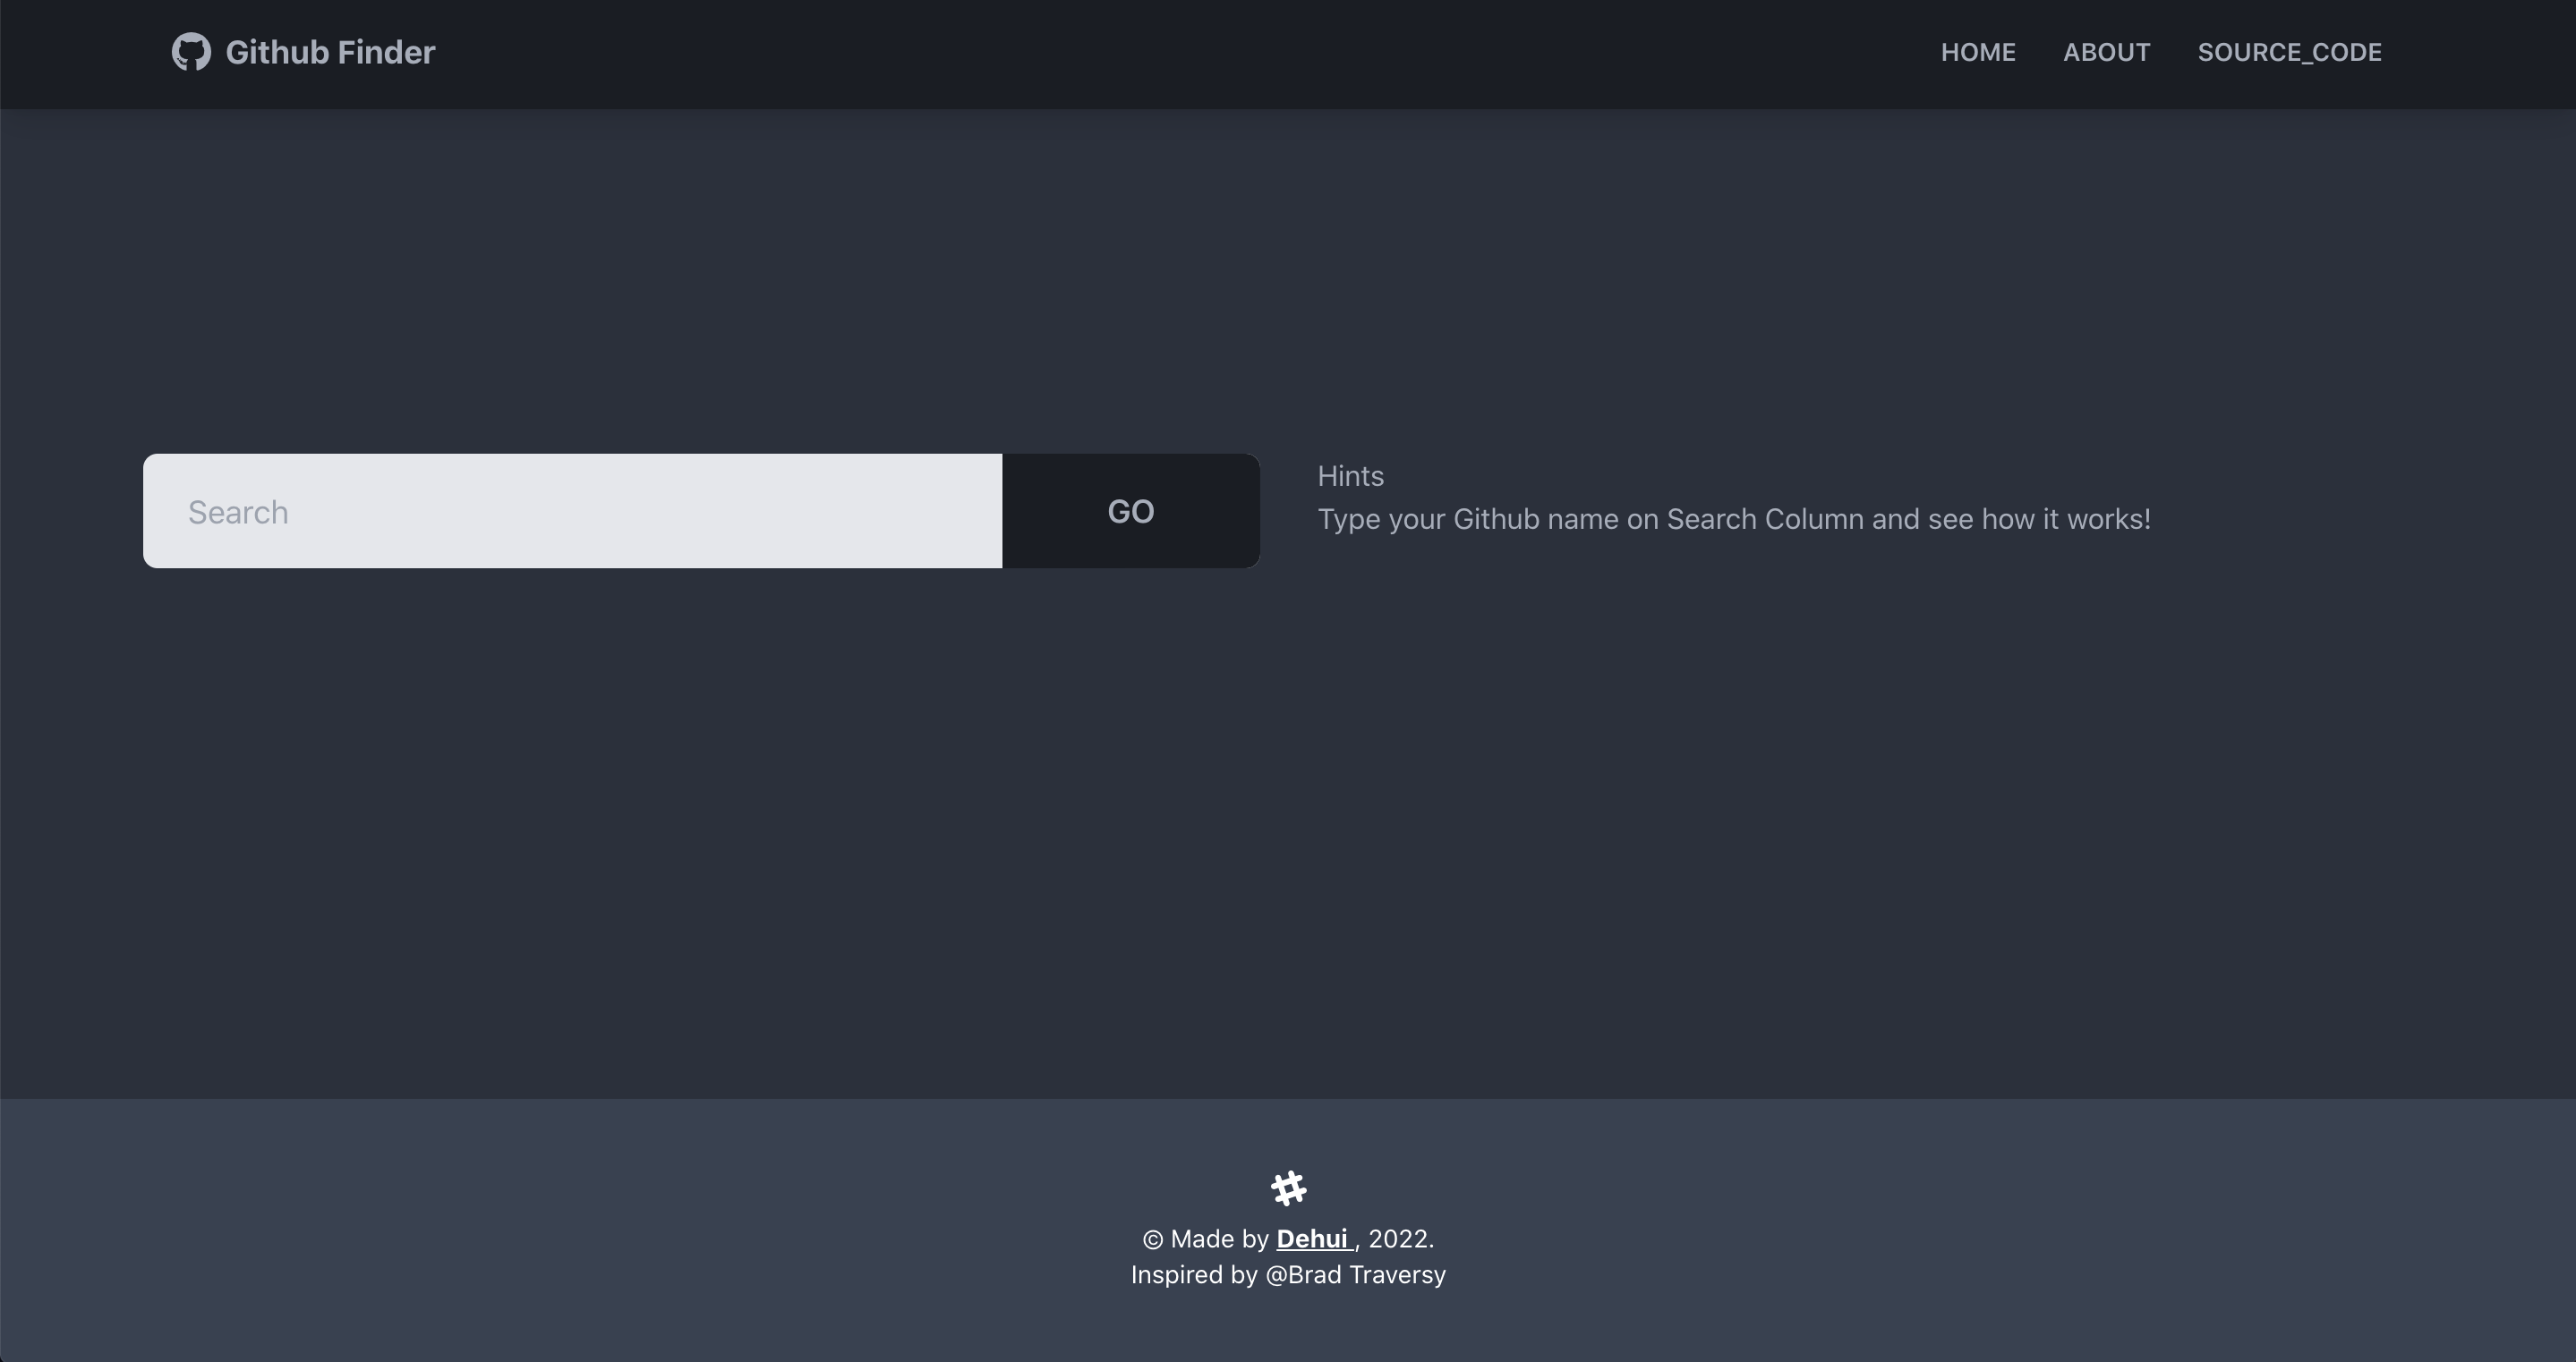 Github Finder
HOME ABOUT SOURCE_CODE
Search
GO
Hints
Type your Github name on Search Column and see how it works!
© Made by Dehui , 2022.
Inspired by @Brad Traversy